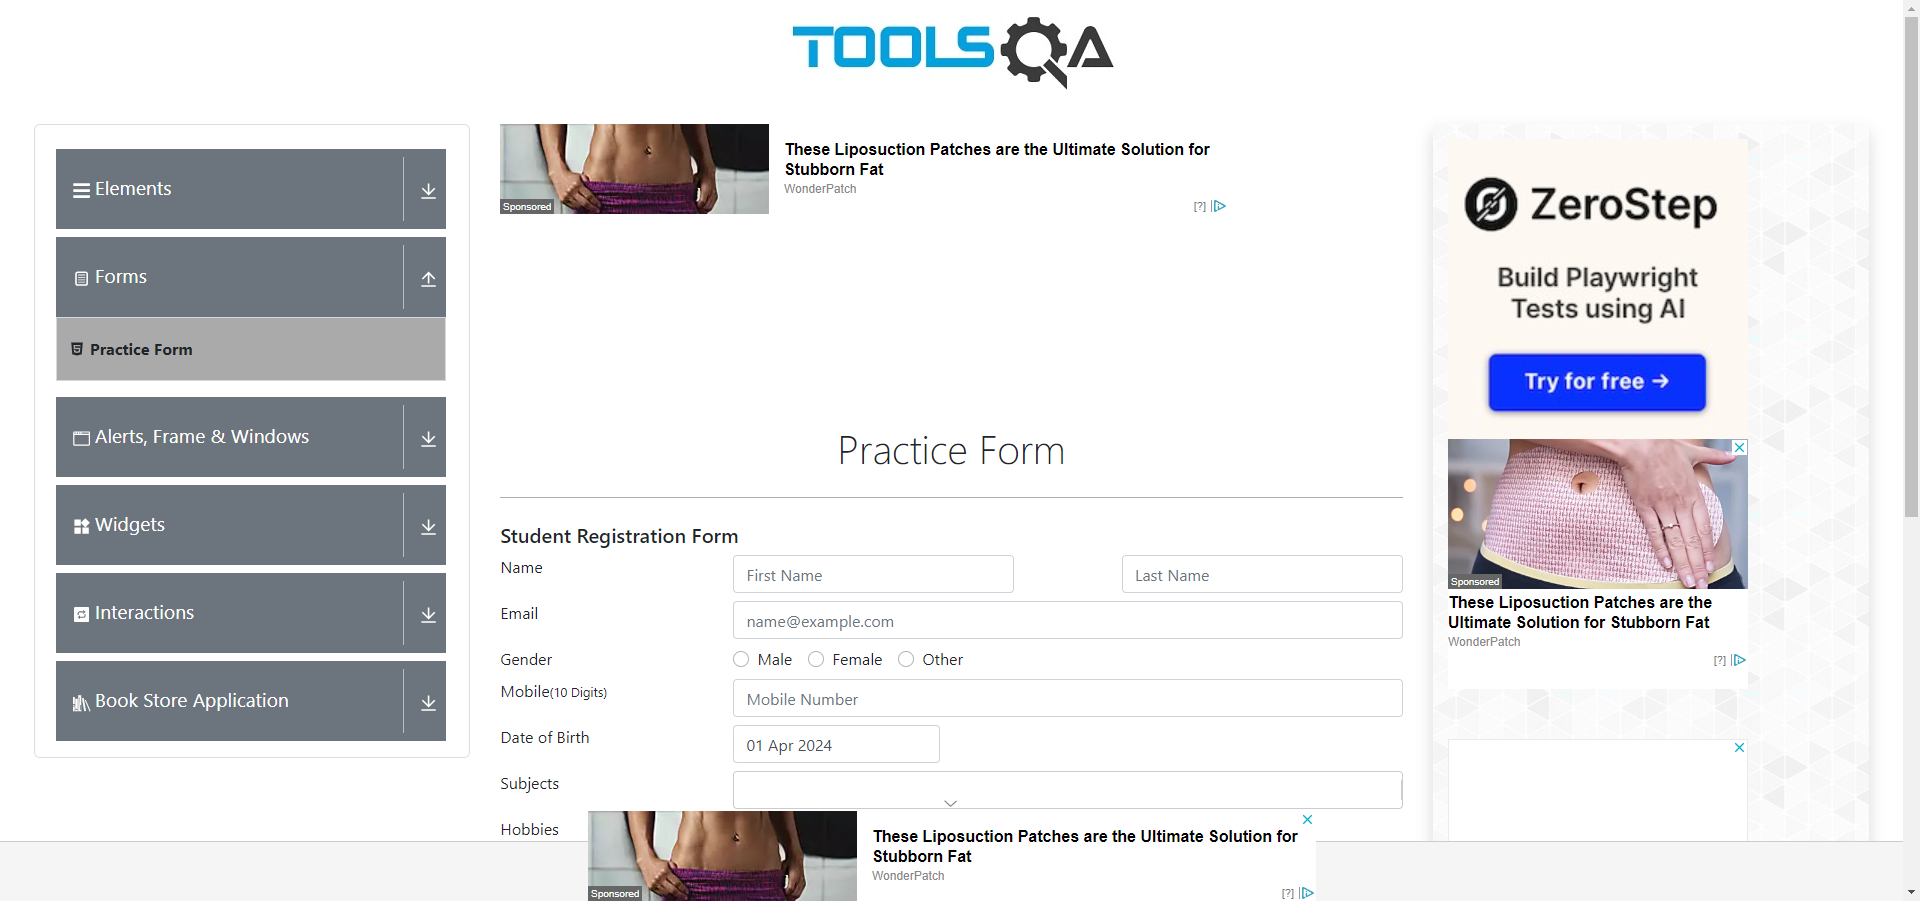 TOOLSQA
Elements
Forms
Practice Form
Alerts, Frame & Windows
Widgets
Interactions
Book Store Application
Sponsored
These Liposuction Patches are the Ultimate Solution for
Stubborn Fat
WonderPatch
[?]
Practice Form
Student Registration Form
Name
First Name
Last Name
Email
name@example.com
Gender
Male
Female
Other
Mobile(10 Digits)
Mobile Number
Date of Birth
01 Apr 2024
Subjects
Hobbies
Sponsored
These Liposuction Patches are the Ultimate Solution for
Stubborn Fat
WonderPatch
[?]
ZeroStep
Build Playwright
Tests using AI
Try for free →
Sponsored
These Liposuction Patches are the
Ultimate Solution for Stubborn Fat
WonderPatch
[?]